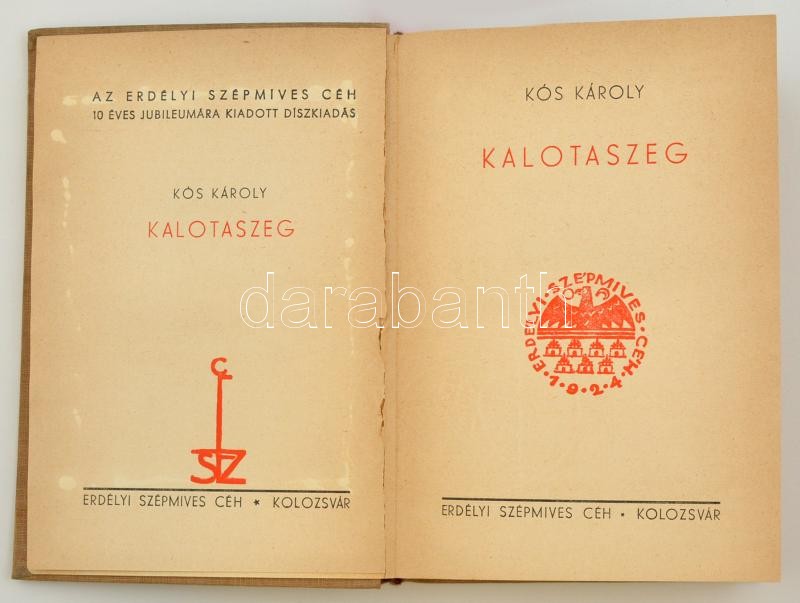 AZ ERDÉLYI SZÉPMIVES CÉH
10 ÉVES JUBILEUMÁRA KIADOTT DÍSZKIADÁS
KÓS KÁROLY
KALOTASZEG
C
SZ
ERDÉLYI SZÉPMIVES CÉH * KOLOZSVÁR
KÓS KÁROLY
KALOTASZEG
ERDÉLYI·SZÉPMIVES·CÉH·1924·
ERDÉLYI SZÉPMIVES CÉH • KOLOZSVÁR
darabanth